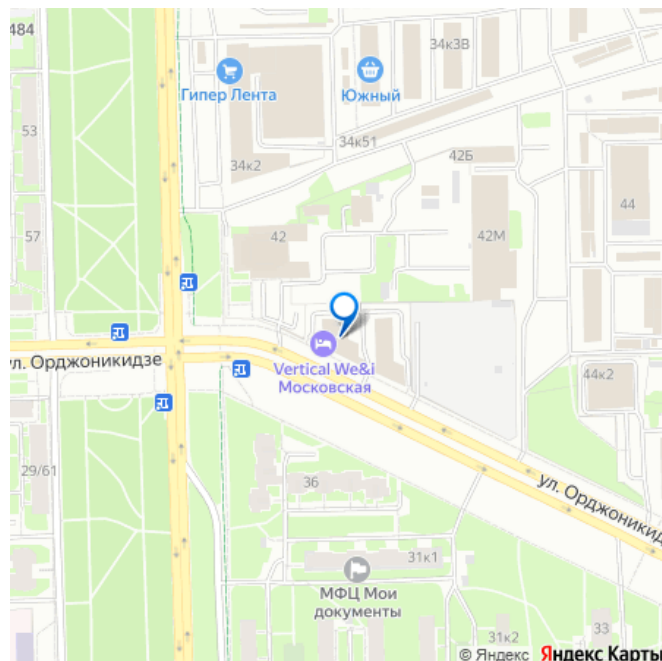 484
34к3В
Гипер Лента
Южный
53
34к51
34к2
42Б
44
57
42
42М
ул. Орджоникидзе
Vertical We&i
Московская
44к2
29/61
36
ул. Орджоникид
31к1
МФЦ Мои
документы
31к2
33
© Яндекс Яндекс Карты